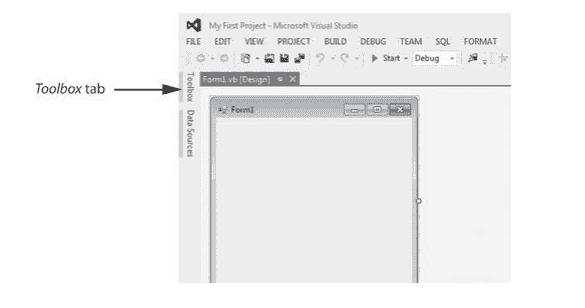 My First Project - Microsoft Visual Studio
FILE EDIT VIEW PROJECT BUILD DEBUG TEAM SQL FORMAT
Start Debug
Toolbox tab
Toolbox
Form1.vb [Design]
Form1
Data Sources